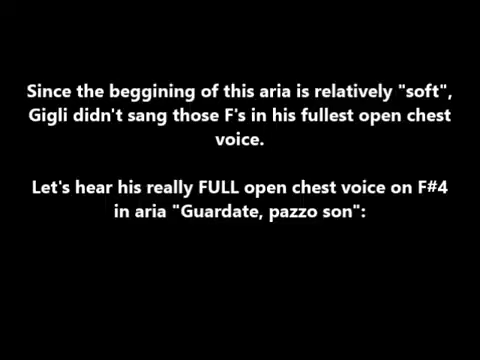 Since the beggining of this aria is relatively "soft",
Gigli didn't sang those F's in his fullest open chest
voice.
Let's hear his really FULL open chest voice on F#4
in aria "Guardate, pazzo son":